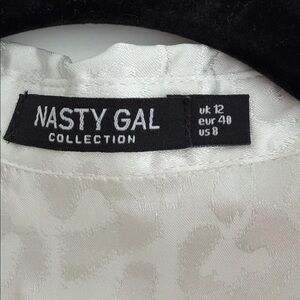 NASTY GAL
COLLECTION
uk 12
eur 40
us 8